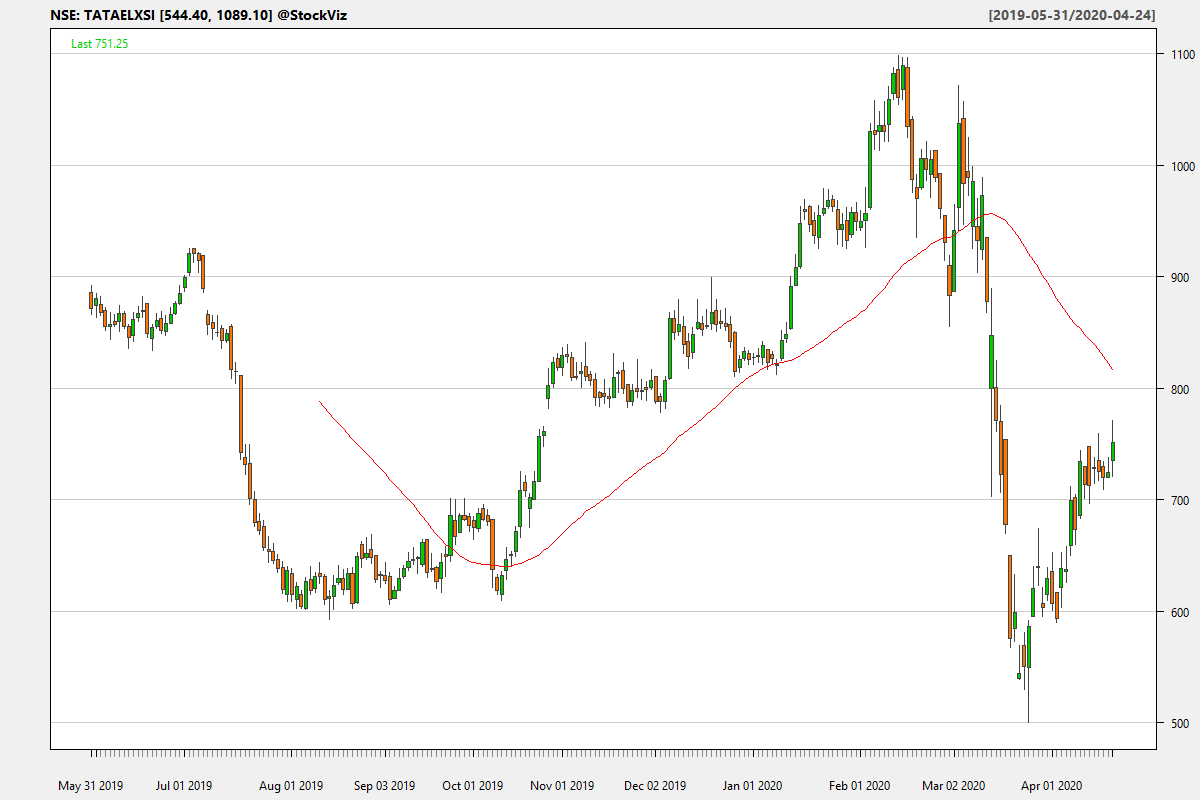 NSE: TATAELXSI [544.40, 1089.10] @StockViz
[2019-05-31/2020-04-24]
Last 751.25
1100
1000
900
800
700
600
500
May 31 2019 Jul 01 2019 Aug 01 2019 Sep 03 2019 Oct 01 2019 Nov 01 2019 Dec 02 2019 Jan 01 2020 Feb 01 2020 Mar 02 2020 Apr 01 2020